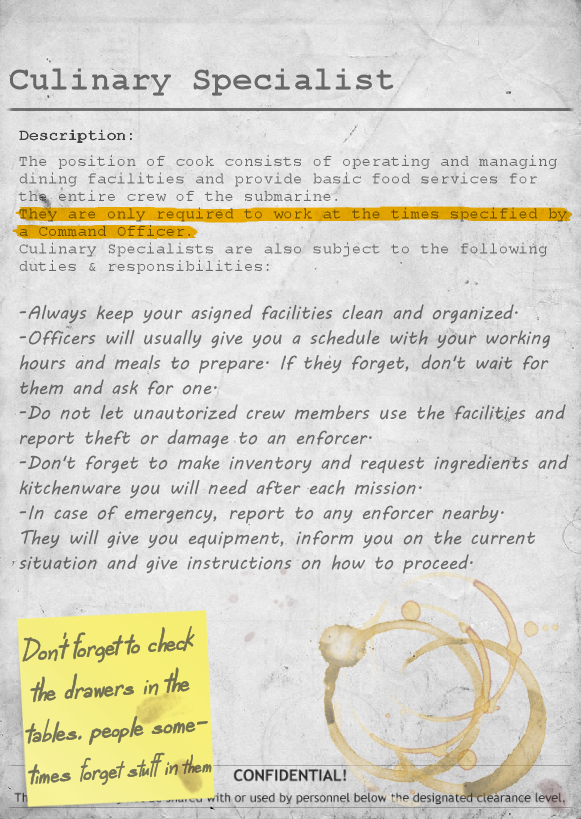 Culinary Specialist
Description:
The position of cook consists of operating and managing
dining facilities and provide basic food services for
the entire crew of the submarine.
They are only required to work at the times specified by
a Command Officer.
Culinary Specialists are also subject to the following
duties & responsibilities:
-Always keep your asigned facilities clean and organized.
-Officers will usually give you a schedule with your working
hours and meals to prepare. If they forget, don't wait for
them and ask for one.
-Do not let unautorized crew members use the facilities and
report theft or damage to an enforcer.
-Don't forget to make inventory and request ingredients and
kitchenware you will need after each mission.
-In case of emergency, report to any enforcer nearby.
They will give you equipment, inform you on the current
situation and give instructions on how to proceed.
Don't forget to check
the drawers in the
tables. people some-
times forget stuff in them
CONFIDENTIAL!
shared with or used by personnel below the designated clearance level.